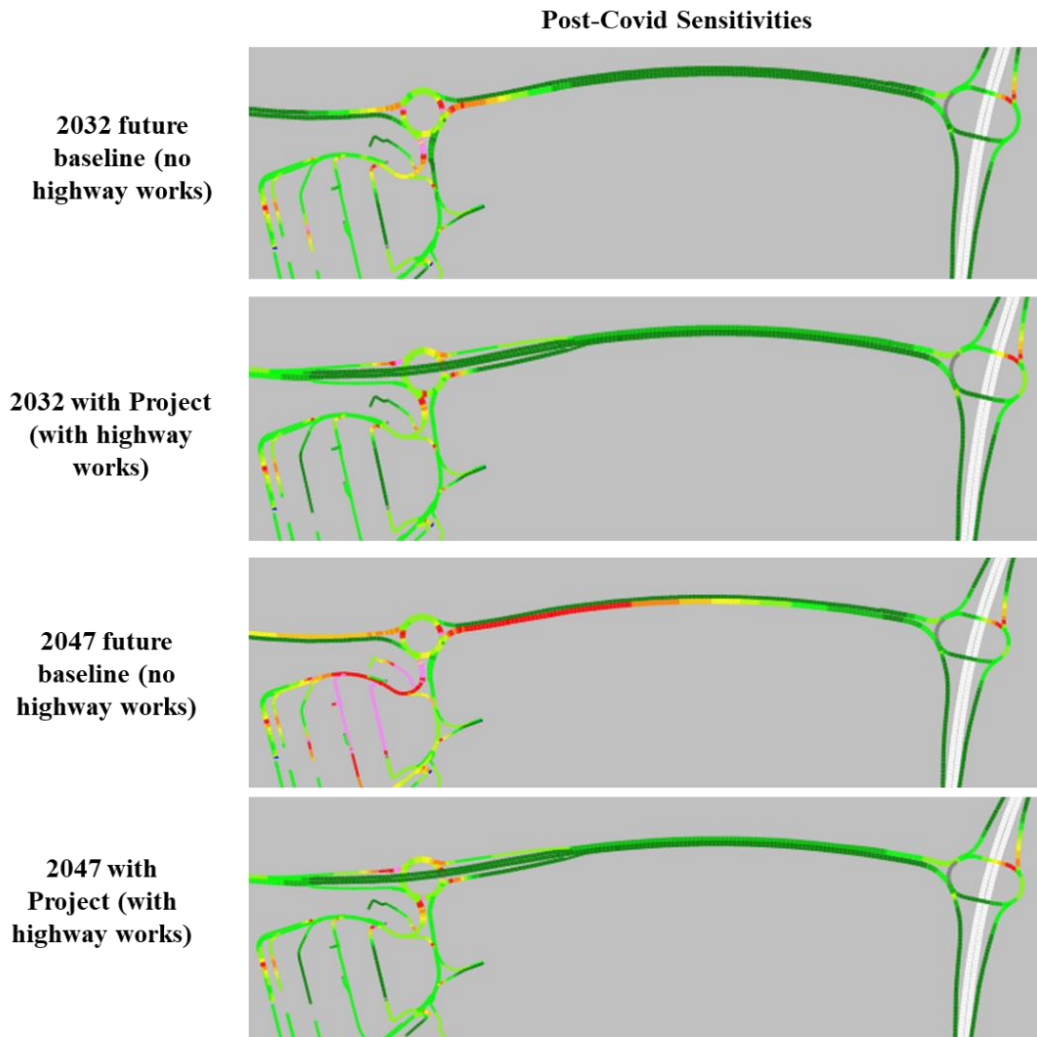 Post-Covid Sensitivities
2032 future
baseline (no
highway works)
2032 with Project
(with highway
works)
2047 future
baseline (no
highway works)
2047 with
Project (with
highway works)